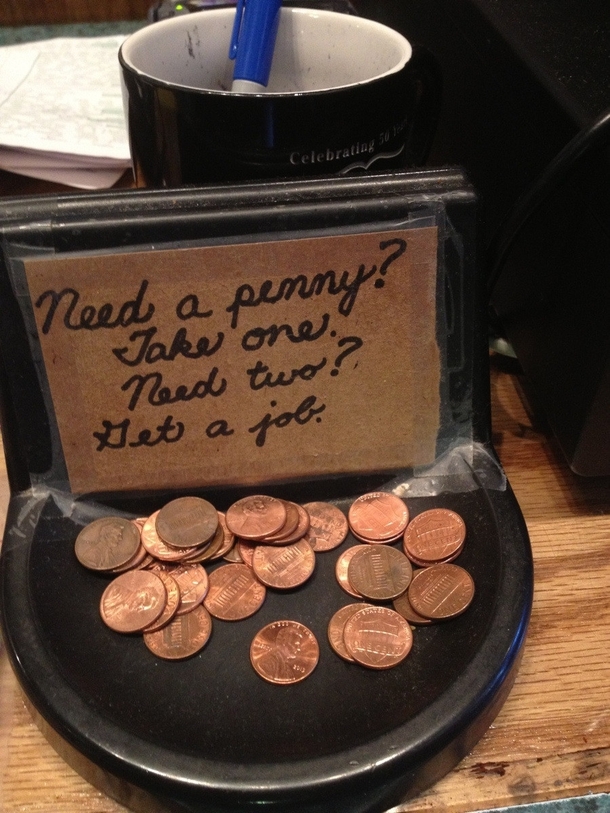 Celebrating 50
Need a penny?
Take one.
Need two?
Get a job.